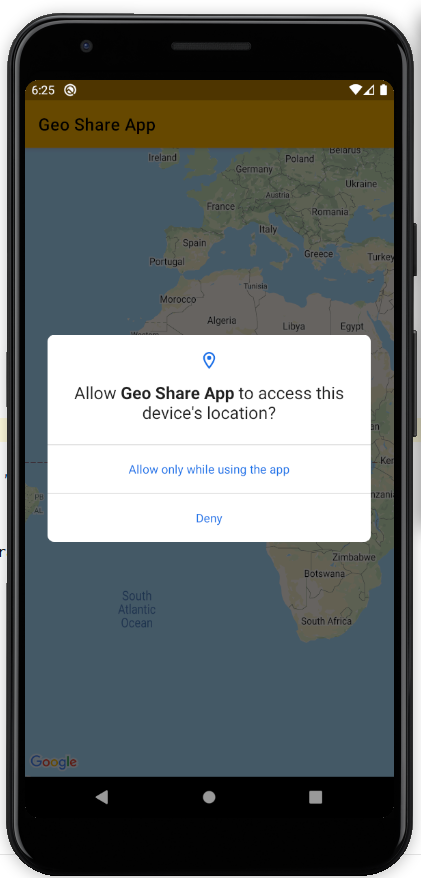 6:25
Geo Share App
Ireland
Belarus
Poland
Germany
Ukraine
Austria
France
Romania
Italy
Spain
Greece
Turkey
Portugal
Tunisia
Morocco
Algeria
Libya
Egypt
Allow Geo Share App to access this
device's location?
Allow only while using the app
Deny
Zimbabwe
Botswana
South
Atlantic
Ocean
South Africa
Google